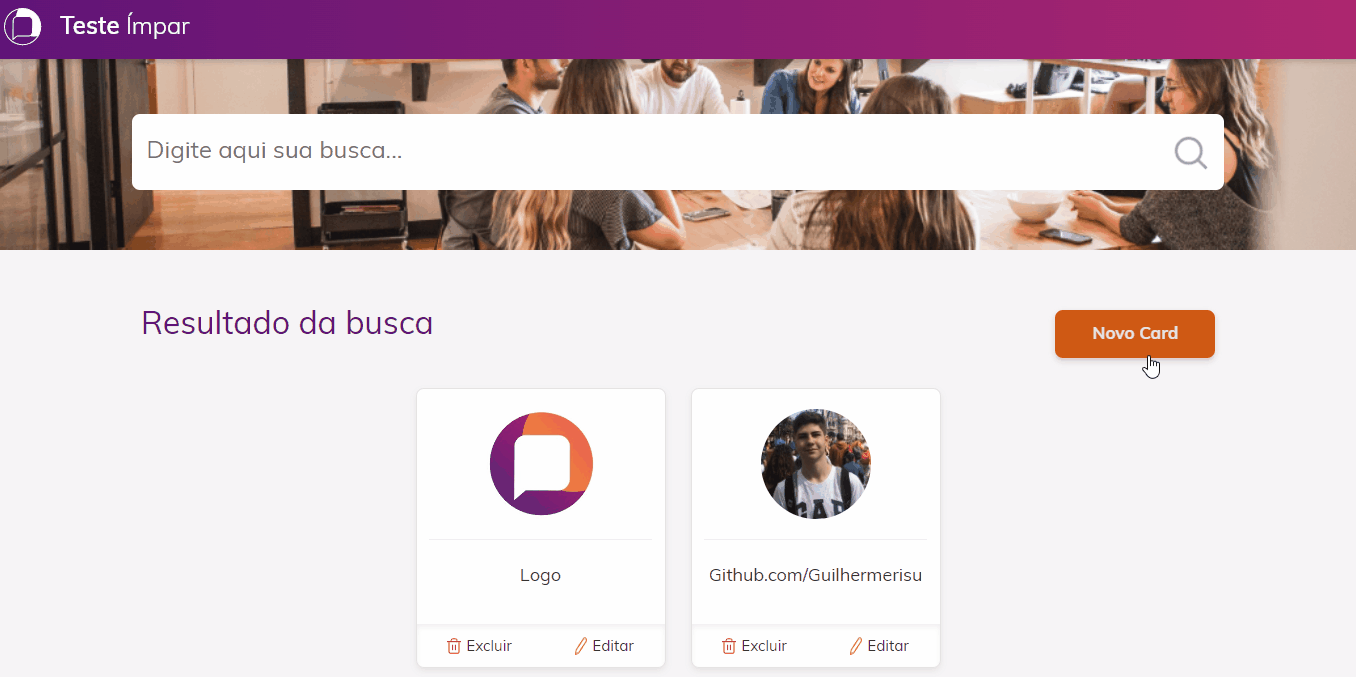 Teste Ímpar
Digite aqui sua busca...
Resultado da busca
Novo Card
Logo
Github.com/Guilhermerisu
Excluir
Editar
Excluir
Editar